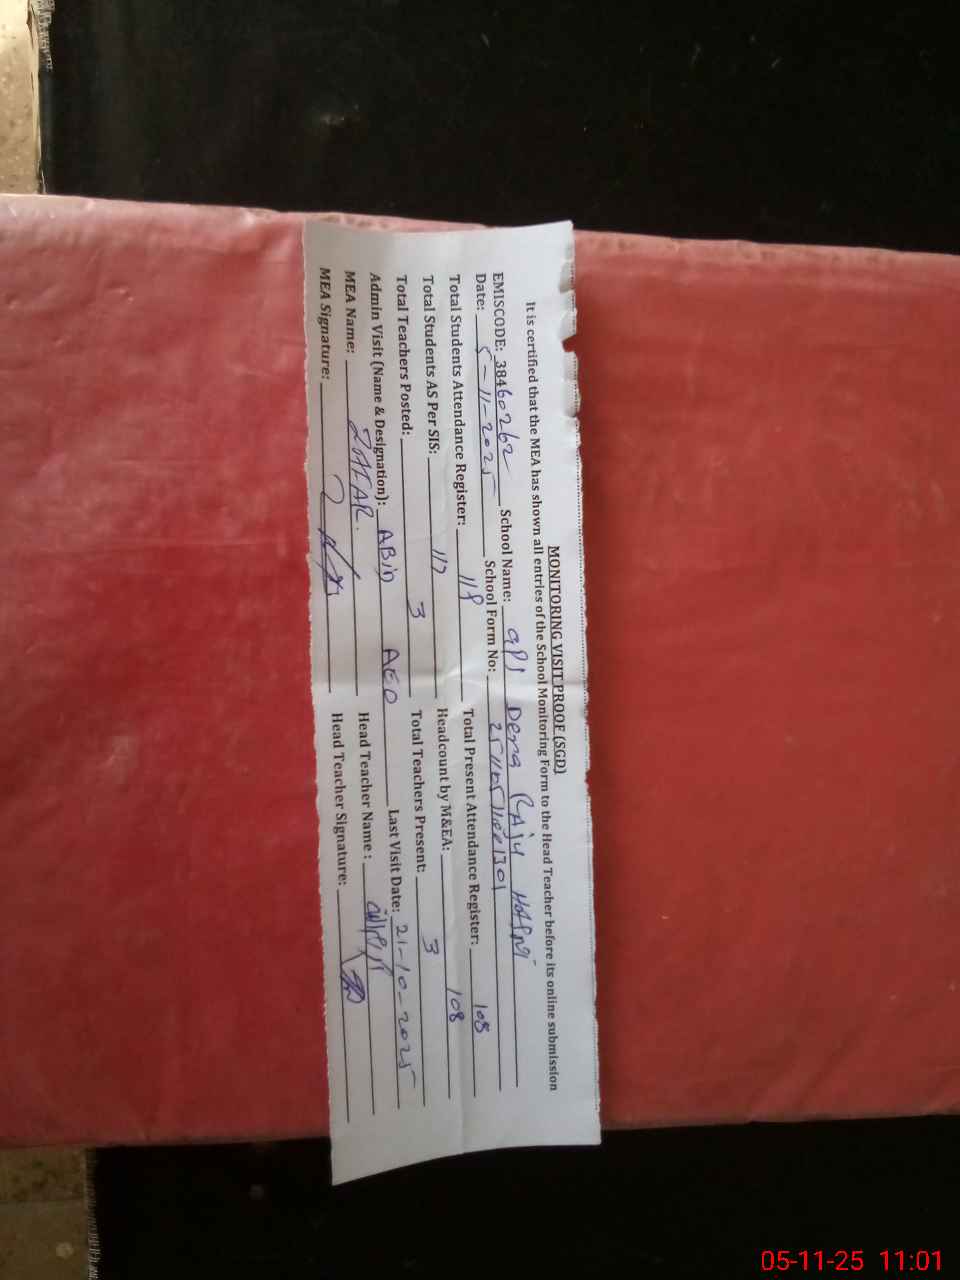 MONITORING VISIT PROOF (SGD)
It is certified that the MEA has shown all entries of the School Monitoring Form to the Head Teacher before its online submission
EMISCODE: 38460262 School Name: GPS Dera
Date: 5-11-2025 School Form No:
Total Students Attendance Register: 118 Total Present Attendance Register: 108
Total Students AS Per SIS: 117 Headcount by M&EA: 108
Total Teachers Posted: 3 Total Teachers Present: 3
Admin Visit (Name & Designation): ABID AEO Last Visit Date: 21-10-2025
MEA Name: ZAFAR. Head Teacher Name:
MEA Signature: Head Teacher Signature:
05-11-25 11:01